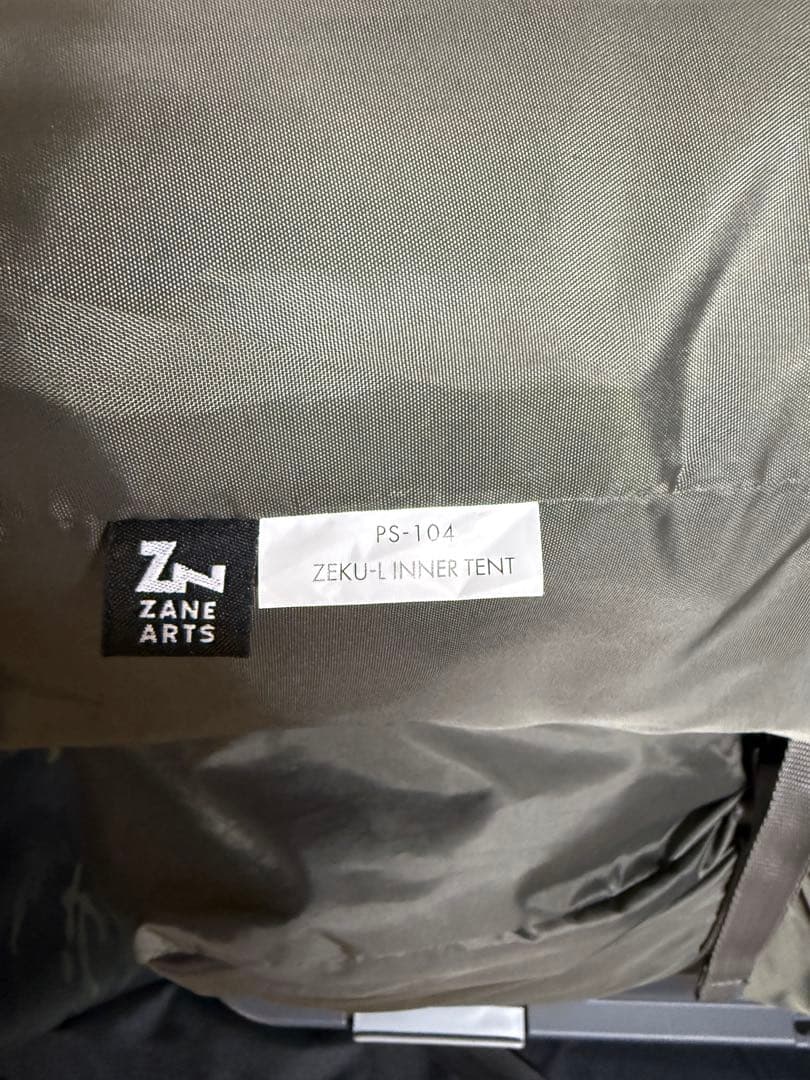 ZN
ZANE
ARTS
PS-104
ZEKU-L INNER TENT